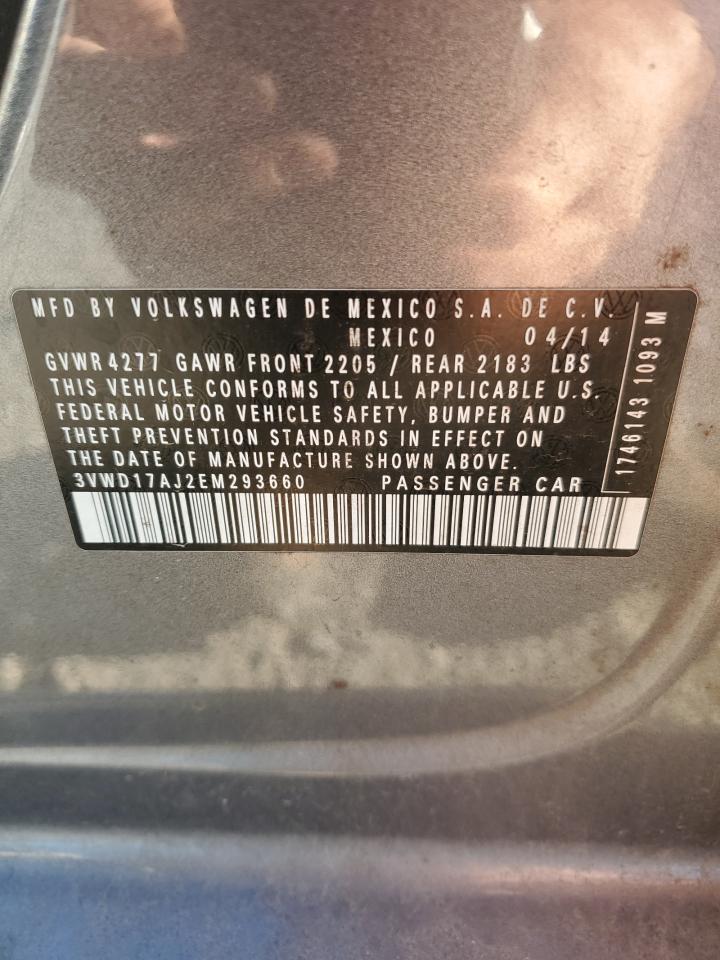 MFD BY VOLKSWAGEN DE MEXICO S.A. DE C.V.
MEXICO 04/14
GVWR 4277 GAWR FRONT 2205 / REAR 2183 LBS
THIS VEHICLE CONFORMS TO ALL APPLICABLE U.S.
FEDERAL MOTOR VEHICLE SAFETY, BUMPER AND
THEFT PREVENTION STANDARDS IN EFFECT ON
THE DATE OF MANUFACTURE SHOWN ABOVE.
3VWD17AJ2EM293660 PASSENGER CAR
1746143 1093 M